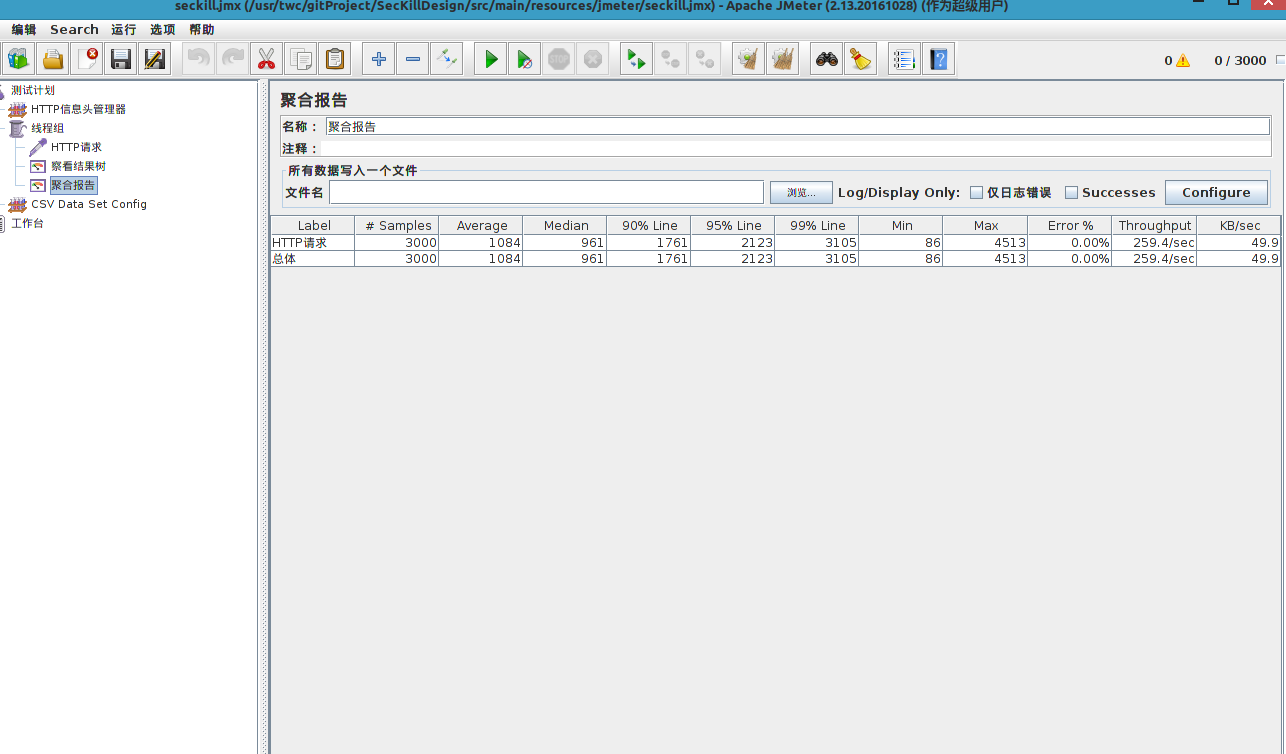 seckill.jmx (/usr/twc/gitProject/SecKillDesign/src/main/resources/jmeter/seckill.jmx) - Apache JMeter (2.13.20161028) (作为超级用户)
编辑 Search 运行 选项 帮助
STOP 0 0 / 3000
测试计划
HTTP信息头管理器
线程组
HTTP请求
察看结果树
聚合报告
CSV Data Set Config
工作台
聚合报告
名称： 聚合报告
注释：
所有数据写入一个文件
文件名 浏览... Log/Display Only: 仅日志错误 Successes Configure
Label # Samples Average Median 90% Line 95% Line 99% Line Min Max Error % Throughput KB/sec
HTTP请求 3000 1084 961 1761 2123 3105 86 4513 0.00% 259.4/sec 49.9
总体 3000 1084 961 1761 2123 3105 86 4513 0.00% 259.4/sec 49.9